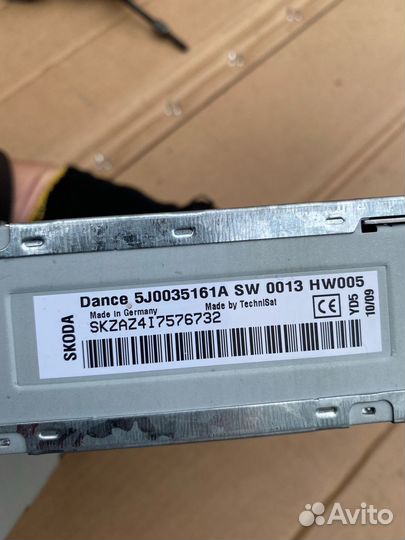 SKODA
Dance 5J0035161A SW 0013 HW005
Made in Germany Made by TechniSat
SKZAZ4I7576732
CE
YD5
10/09
Avito